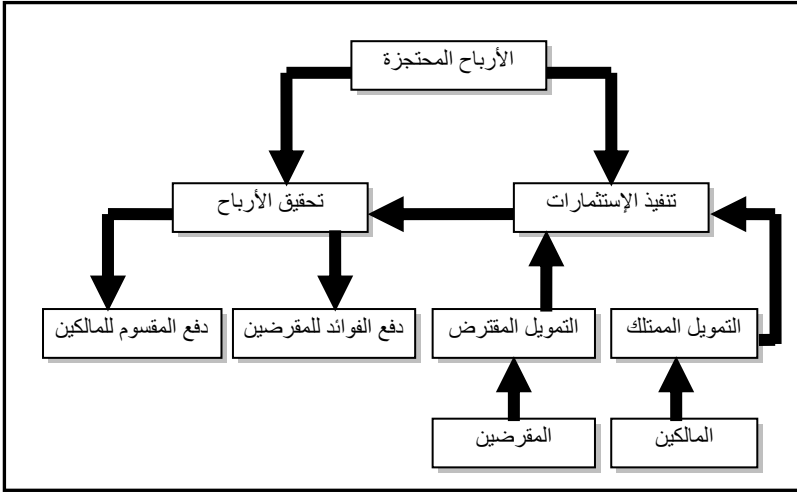 الأرباح المحتجزة
تنفيذ الإستثمارات
تحقيق الأرباح
التمويل الممتلك
التمويل المقترض
دفع الفوائد للمقرضين
دفع المقسوم للمالكين
المالكين
المقرضين